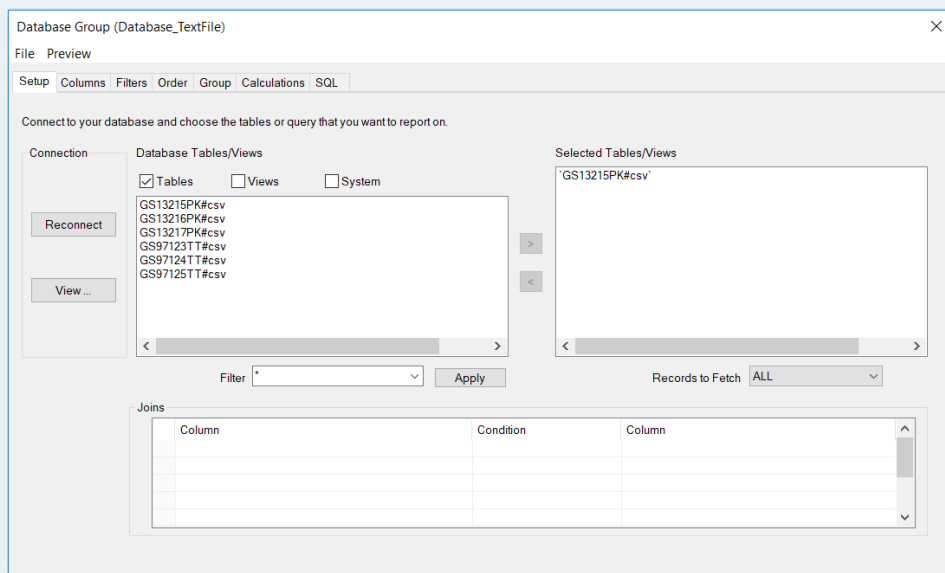 Database Group (Database_TextFile)
File Preview
Setup Columns Filters Order Group Calculations SQL
Connect to your database and choose the tables or query that you want to report on.
Connection Database Tables/Views Selected Tables/Views
Tables Views System
`GS13215PK#csv`
GS13215PK#csv
GS13216PK#csv
GS13217PK#csv
GS97123TT#csv
GS97124TT#csv
GS97125TT#csv
Reconnect
View ...
>
<
Filter * Apply Records to Fetch ALL
Joins
Column Condition Column